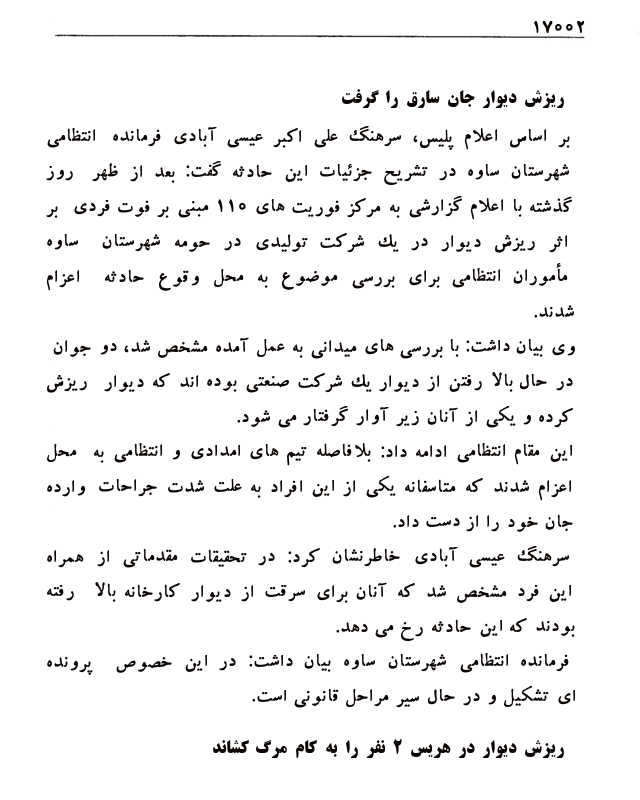 ۱۷۰۰۲
ریزش دیوار جان سارق را گرفت
بر اساس اعلام پلیس، سرهنگ علی اکبر عیسی آبادی فرمانده انتظامی
شهرستان ساوه در تشریح جزئیات این حادثه گفت: بعد از ظهر روز
گذشته با اعلام گزارشی به مرکز فوریت های ۱۱۰ مبنی بر فوت فردی بر
اثر ریزش دیوار در یك شرکت تولیدی در حومه شهرستان ساوه
مأموران انتظامی برای بررسی موضوع به محل وقوع حادثه اعزام
شدند.
وی بیان داشت: با بررسی های میدانی به عمل آمده مشخص شد، دو جوان
در حال بالا رفتن از دیوار یك شرکت صنعتی بوده اند که دیوار ریزش
کرده و یکی از آنان زیر آوار گرفتار می شود.
این مقام انتظامی ادامه داد: بلافاصله تیم های امدادی و انتظامی به محل
اعزام شدند که متاسفانه یکی از این افراد به علت شدت جراحات وارده
جان خود را از دست داد.
سرهنگ عیسی آبادی خاطرنشان کرد: در تحقیقات مقدماتی از همراه
این فرد مشخص شد که آنان برای سرقت از دیوار کارخانه بالا رفته
بودند که این حادثه رخ می دهد.
فرمانده انتظامی شهرستان ساوه بیان داشت: در این خصوص پرونده
ای تشکیل و در حال سیر مراحل قانونی است.
ریزش دیوار در هریس ۲ نفر را به کام مرگ کشاند